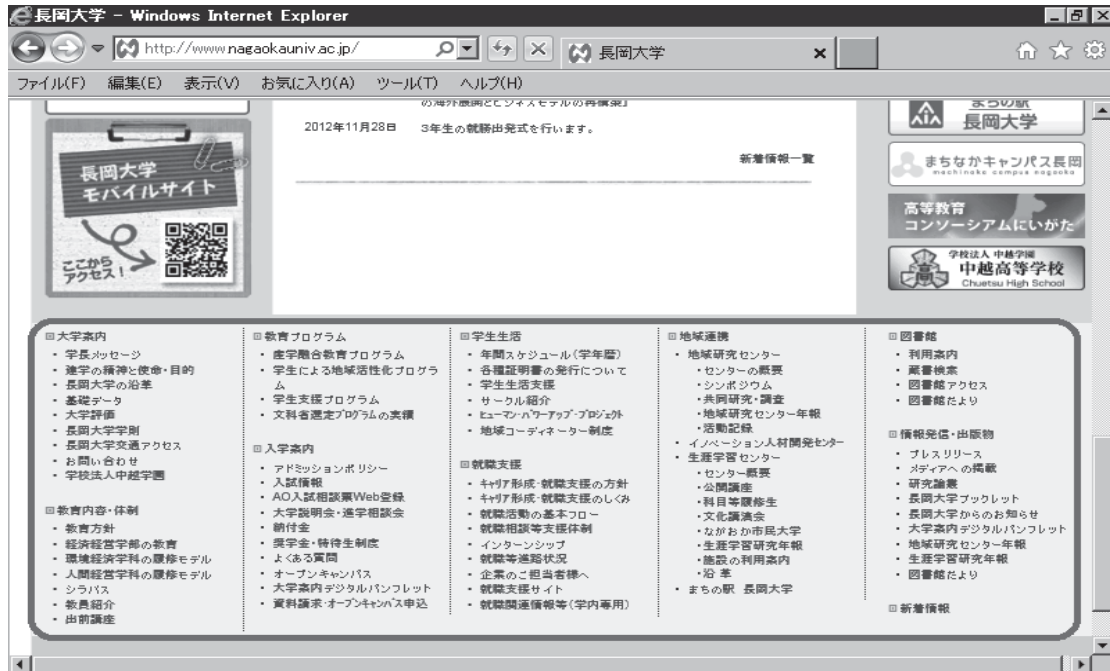 長岡大学 - Windows Internet Explorer
http://www.nagaokauniv.ac.jp/
長岡大学
ファイル(F) 編集(E) 表示(V) お気に入り(A) ツール(T) ヘルプ(H)
の海外展開とビジネスモデルの再構築』
2012年11月28日 3年生の就勝出発式を行います。
新着情報一覧
長岡大学
モバイルサイト
ここから
アクセス!
まちの駅
長岡大学
まちなかキャンパス長岡
machinaka campus nagaoka
高等教育
コンソーシアムにいがた
学校法人 中越学園
中越高等学校
Chuetsu High School
大学案内
・学長メッセージ
・建学の精神と使命・目的
・長岡大学の沿革
・基礎データ
・大学評価
・長岡大学学則
・長岡大学交通アクセス
・お問い合わせ
・学校法人中越学園
教育内容・体制
・教育方針
・経済経営学部の教育
・環境経済学科の履修モデル
・人間経営学科の履修モデル
・シラバス
・教員紹介
・出前講座
教育プログラム
・産学融合教育プログラム
・学生による地域活性化プログラ
ム
・学生支援プログラム
・文科省選定プログラムの実績
入学案内
・アドミッションポリシー
・入試情報
・AO入試相談票Web登録
・大学説明会・進学相談会
・納付金
・奨学金・特待生制度
・よくある質問
・オープンキャンパス
・大学案内デジタルパンフレット
・資料請求・オープンキャンパス申込
学生生活
・年間スケジュール(学年暦)
・各種証明書の発行について
・学生生活支援
・サークル紹介
・ヒューマン・パワーアップ・プロジェクト
・地域コーディネーター制度
就職支援
・キャリア形成・就職支援の方針
・キャリア形成・就職支援のしくみ
・就職活動の基本フロー
・就職相談等支援体制
・インターンシップ
・就職等進路状況
・企業のご担当者様へ
・就職支援サイト
・就職関連情報等(学内専用)
地域連携
・地域研究センター
・センターの概要
・シンポジウム
・共同研究・調査
・地域研究センター年報
・活動記録
・イノベーション人材開発センター
・生涯学習センター
・センター概要
・公開講座
・科目等履修生
・文化講演会
・ながおか市民大学
・生涯学習研究年報
・施設の利用案内
・沿革
・まちの駅 長岡大学
図書館
・利用案内
・蔵書検索
・図書館アクセス
・図書館だより
情報発信・出版物
・プレスリリース
・メディアへの掲載
・研究論叢
・長岡大学ブックレット
・長岡大学からのお知らせ
・大学案内デジタルパンフレット
・地域研究センター年報
・生涯学習研究年報
・図書館だより
新着情報